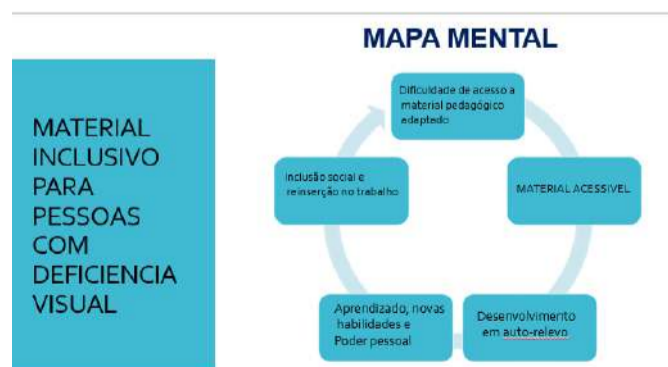 MAPA MENTAL
MATERIAL
INCLUSIVO
PARA
PESSOAS
COM
DEFICIENCIA
VISUAL
Dificuldade de acesso a
material pedagógico
adaptado
MATERIAL ACESSIVEL
Desenvolvimento
em auto-relevo
Aprendizado, novas
habilidades e
Poder pessoal
Inclusão social e
reinserção no trabalho